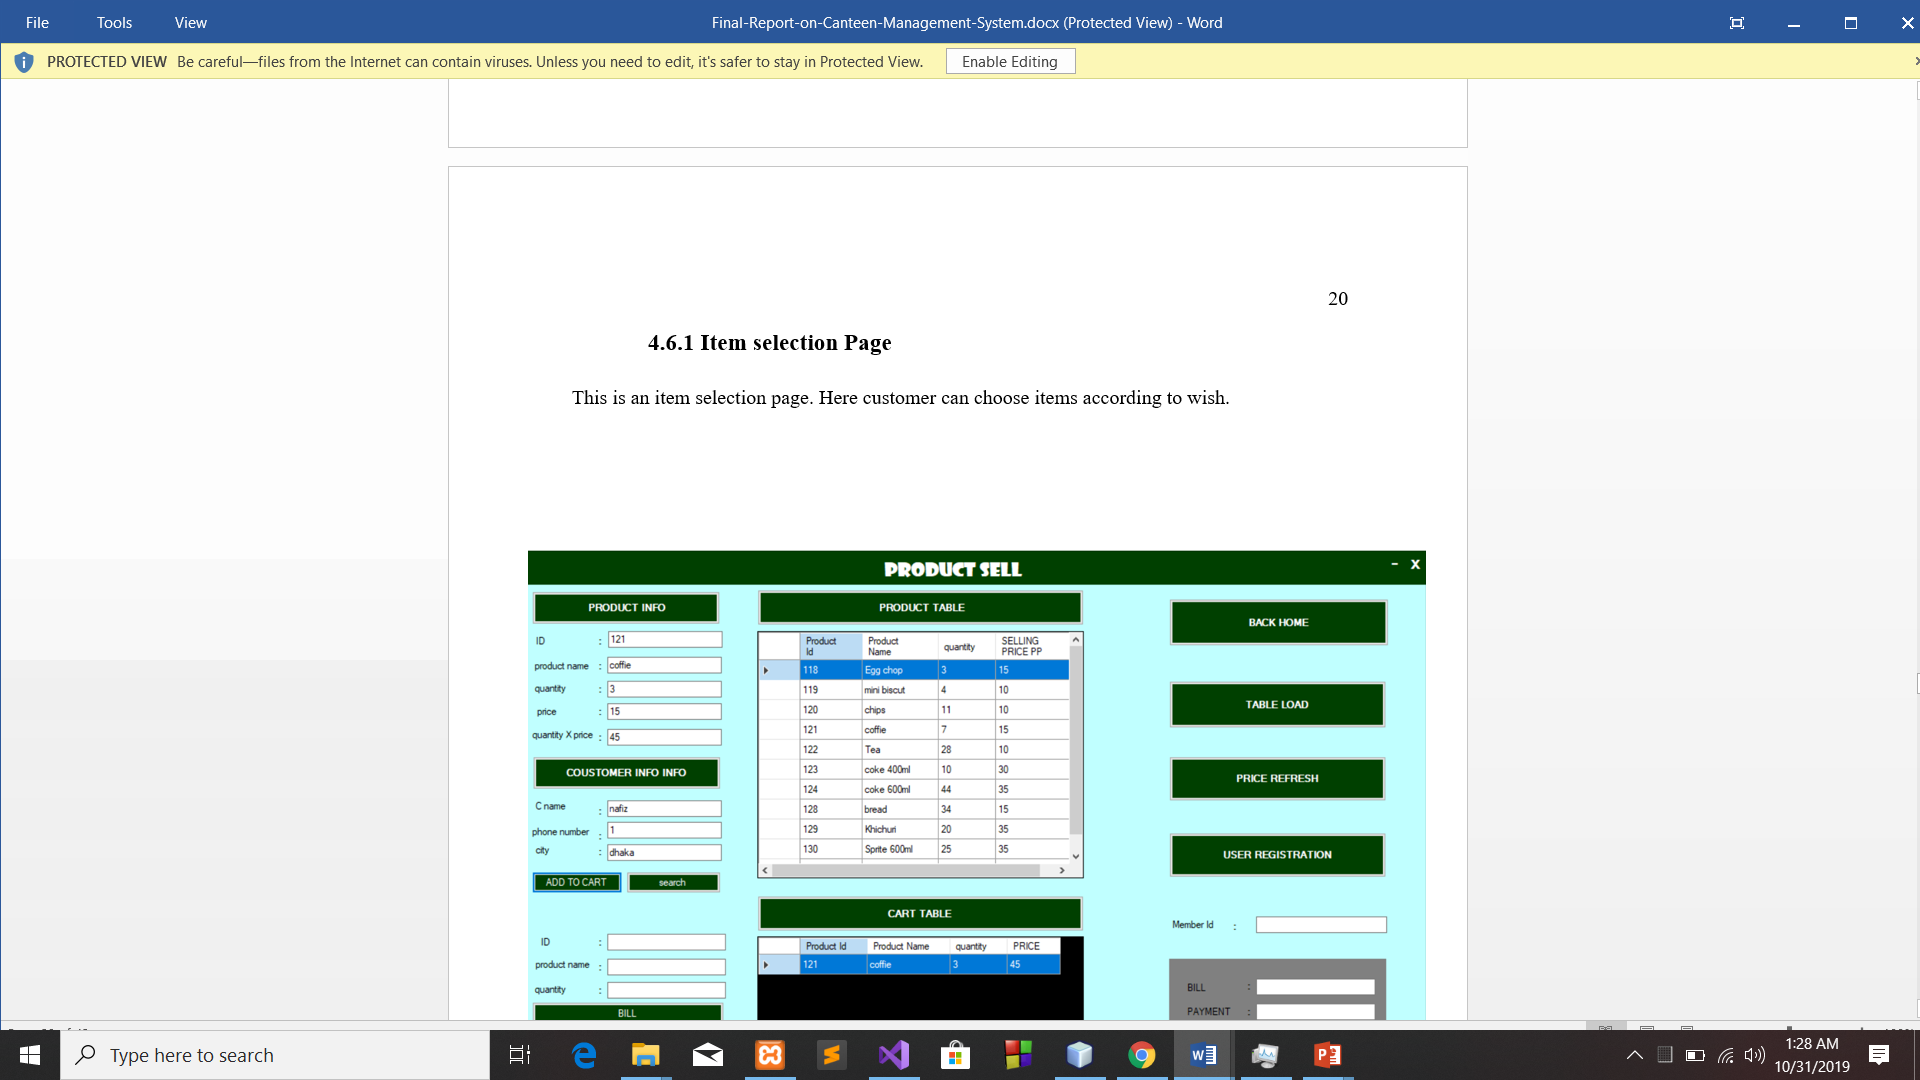 File Tools View Final-Report-on-Canteen-Management-System.docx (Protected View) - Word
PROTECTED VIEW Be careful—files from the Internet can contain viruses. Unless you need to edit, it's safer to stay in Protected View. Enable Editing
20
4.6.1 Item selection Page
This is an item selection page. Here customer can choose items according to wish.
PRODUCT SELL - X
PRODUCT INFO
ID : 121
product name : coffie
quantity : 3
price : 15
quantity X price : 45
COUSTOMER INFO INFO
C name : nafiz
phone number : 1
city : dhaka
ADD TO CART search
ID :
product name :
quantity :
BILL
PRODUCT TABLE
Product Id Product Name quantity SELLING PRICE PP
118 Egg chop 3 15
119 mini biscut 4 10
120 chips 11 10
121 coffie 7 15
122 Tea 28 10
123 coke 400ml 10 30
124 coke 600ml 44 35
128 bread 34 15
129 Khichuri 20 35
130 Sprite 600ml 25 35
CART TABLE
Product Id Product Name quantity PRICE
121 coffie 3 45
BACK HOME
TABLE LOAD
PRICE REFRESH
USER REGISTRATION
Member Id :
BILL :
PAYMENT :
Type here to search
1:28 AM
10/31/2019